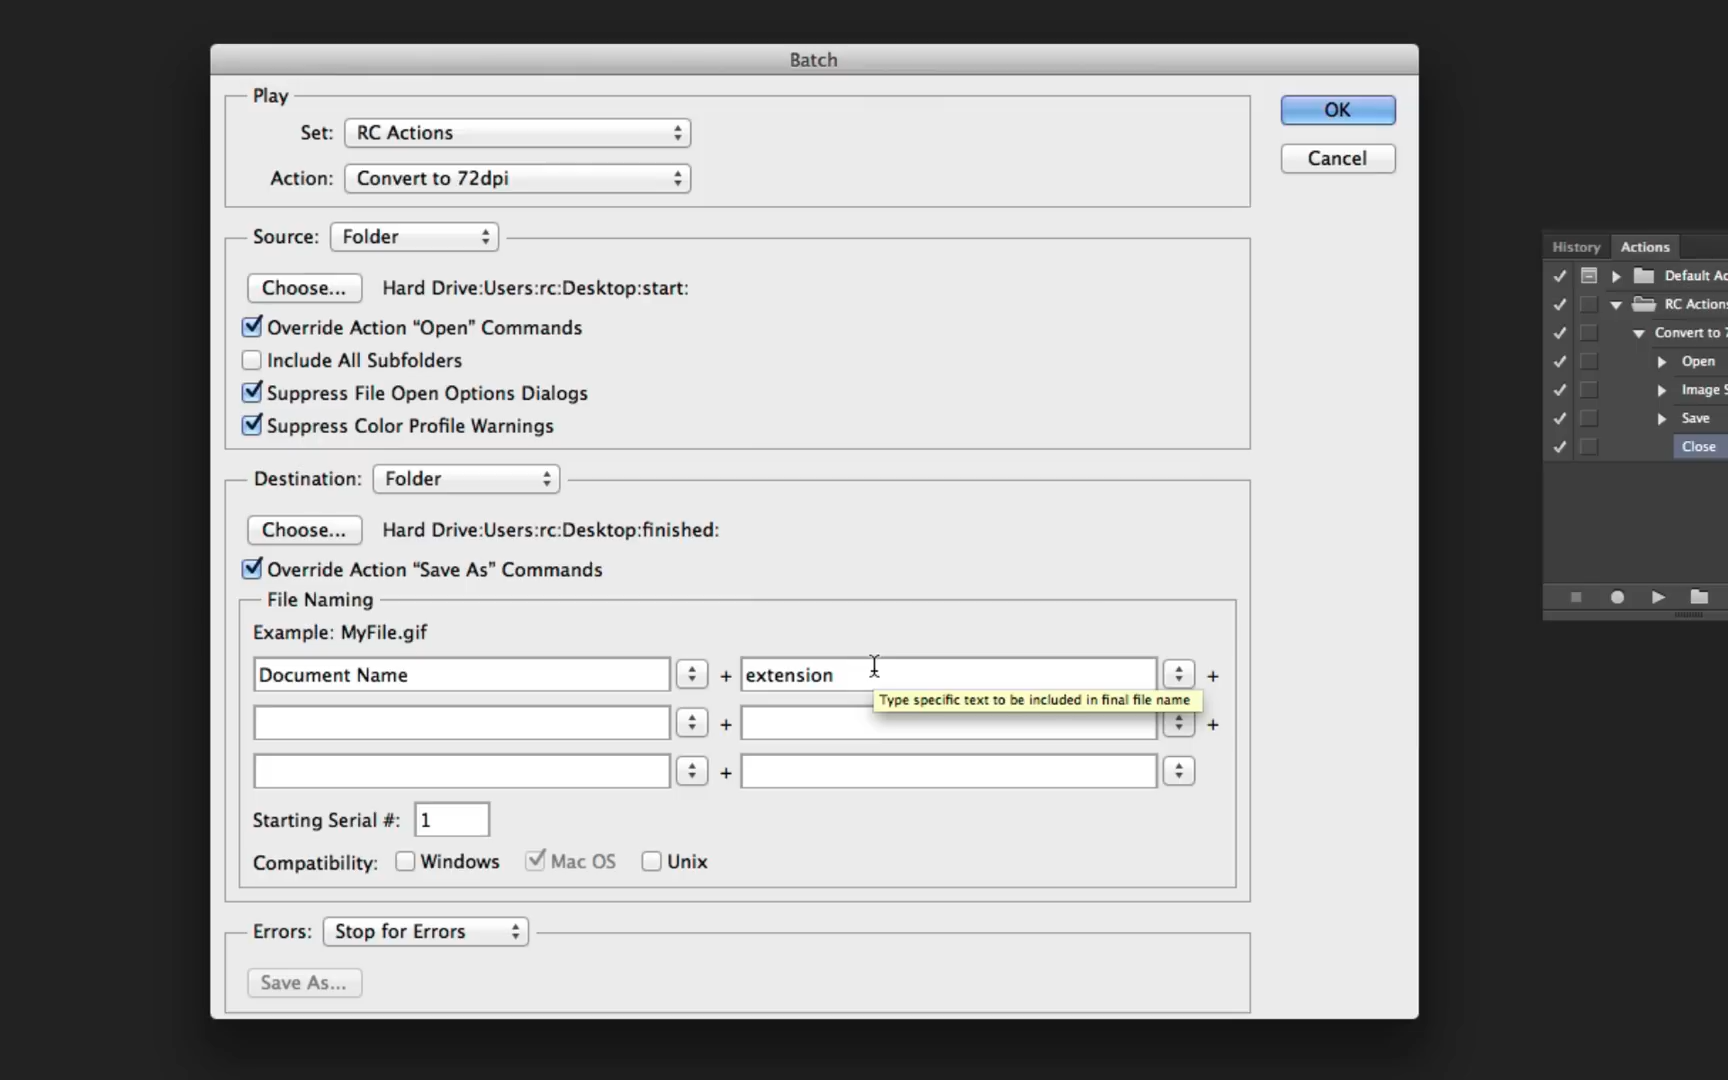 Batch
Play
Set: RC Actions
Action: Convert to 72dpi
OK
Cancel
Source: Folder
Choose... Hard Drive:Users:rc:Desktop:start:
Override Action “Open” Commands
Include All Subfolders
Suppress File Open Options Dialogs
Suppress Color Profile Warnings
Destination: Folder
Choose... Hard Drive:Users:rc:Desktop:finished:
Override Action “Save As” Commands
File Naming
Example: MyFile.gif
Document Name + extension +
Type specific text to be included in final file name
+ +
+
Starting Serial #: 1
Compatibility: Windows Mac OS Unix
Errors: Stop for Errors
Save As...
History Actions
Default Ac
RC Actions
Convert to 7
Open
Image S
Save
Close